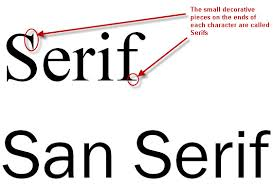 The small decorative
pieces on the ends of
each character are called
Serifs
Serif
San Serif